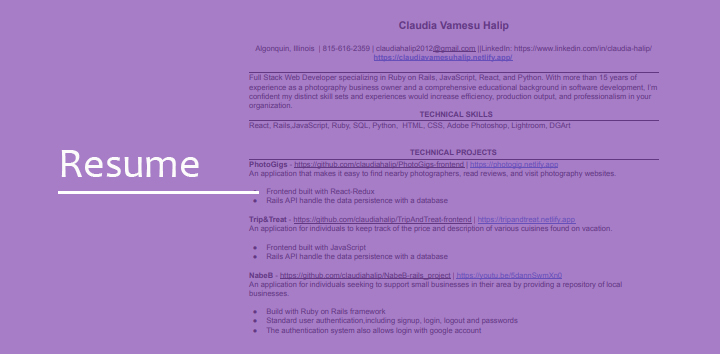 Resume
Claudia Vamesu Halip
Algonquin, Illinois | 815-616-2359 | claudiahalip2012@gmail.com ||LinkedIn: https://www.linkedin.com/in/claudia-halip/
https://claudiavamesuhalip.netlify.app/
Full Stack Web Developer specializing in Ruby on Rails, JavaScript, React, and Python. With more than 15 years of
experience as a photography business owner and a comprehensive educational background in software development, I'm
confident my distinct skill sets and experiences would increase efficiency, production output, and professionalism in your
organization.
TECHNICAL SKILLS
React, Rails,JavaScript, Ruby, SQL, Python, HTML, CSS, Adobe Photoshop, Lightroom, DGArt
TECHNICAL PROJECTS
PhotoGigs - https://github.com/claudiahalip/PhotoGigs-frontend | https://photogig.netlify.app
An application that makes it easy to find nearby photographers, read reviews, and visit photography websites.
● Frontend built with React-Redux
● Rails API handle the data persistence with a database
Trip&Treat - https://github.com/claudiahalip/TripAndTreat-frontend | https://tripandtreat.netlify.app
An application for individuals to keep track of the price and description of various cuisines found on vacation.
● Frontend built with JavaScript
● Rails API handle the data persistence with a database
NabeB - https://github.com/claudiahalip/NabeB-rails_project |
An application for individuals seeking to support small businesses in their area by providing a repository of local
businesses.
● Build with Ruby on Rails framework
● Standard user authentication,including signup, login, logout and passwords
● The authentication system also allows login with google account